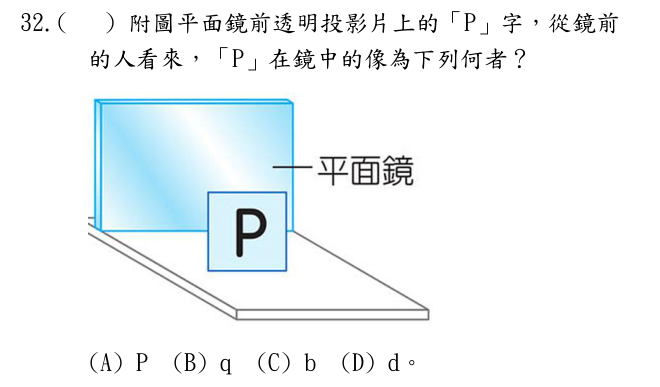 32.(　　) 附圖平面鏡前透明投影片上的「P」字，從鏡前
的人看來，「P」在鏡中的像為下列何者？
平面鏡
P
(A) P　(B) q　(C) b　(D) d。